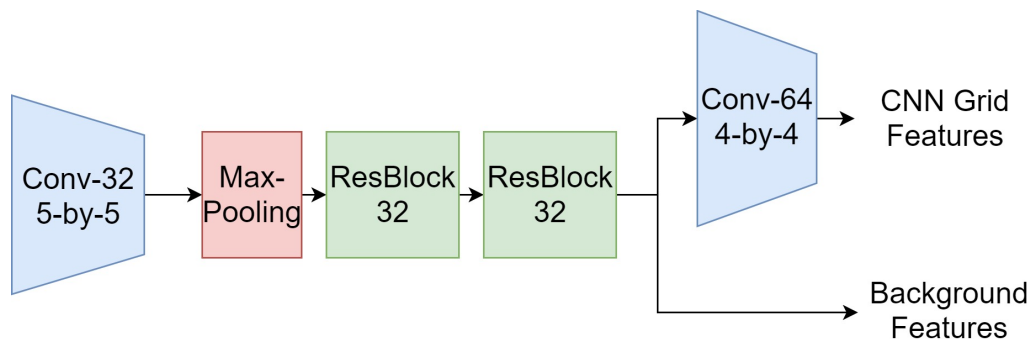 Conv-32
5-by-5
Max-
Pooling
ResBlock
32
ResBlock
32
Conv-64
4-by-4
CNN Grid
Features
Background
Features